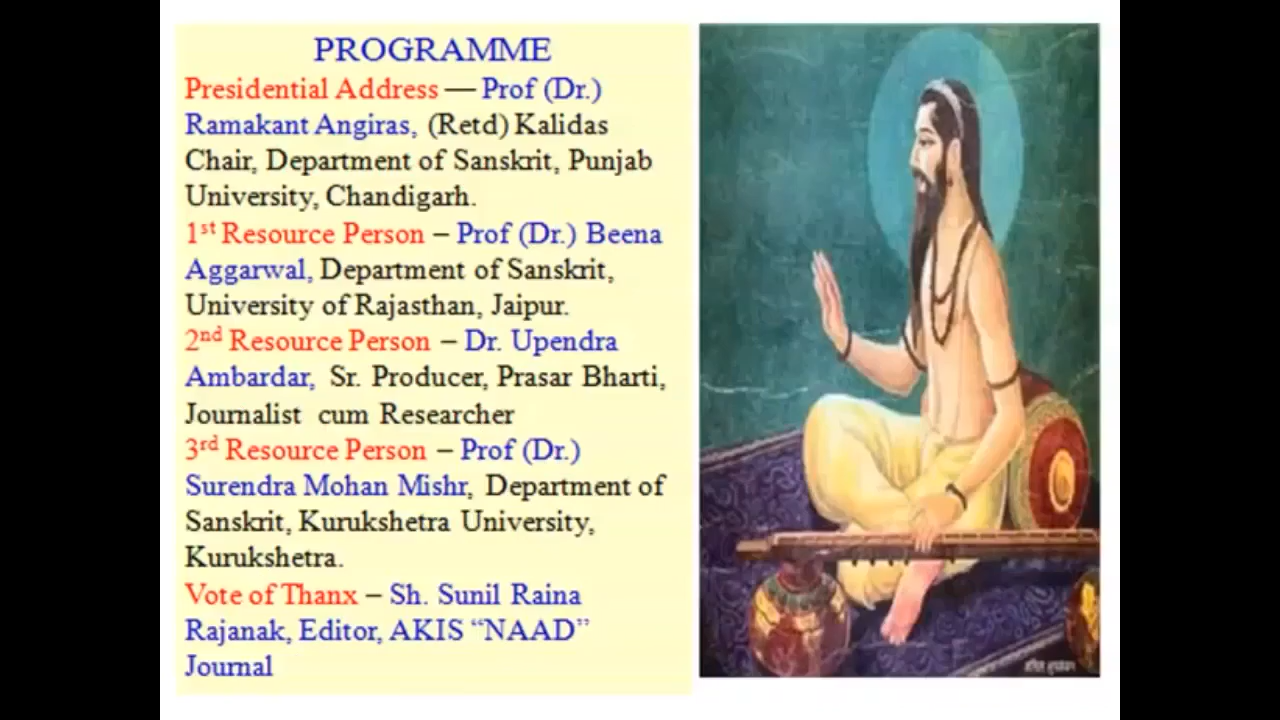 PROGRAMME
Presidential Address — Prof (Dr.)
Ramakant Angiras, (Retd) Kalidas
Chair, Department of Sanskrit, Punjab
University, Chandigarh.
1st Resource Person – Prof (Dr.) Beena
Aggarwal, Department of Sanskrit,
University of Rajasthan, Jaipur.
2nd Resource Person – Dr. Upendra
Ambardar, Sr. Producer, Prasar Bharti,
Journalist cum Researcher
3rd Resource Person – Prof (Dr.)
Surendra Mohan Mishr, Department of
Sanskrit, Kurukshetra University,
Kurukshetra.
Vote of Thanx – Sh. Sunil Raina
Rajanak, Editor, AKIS “NAAD”
Journal